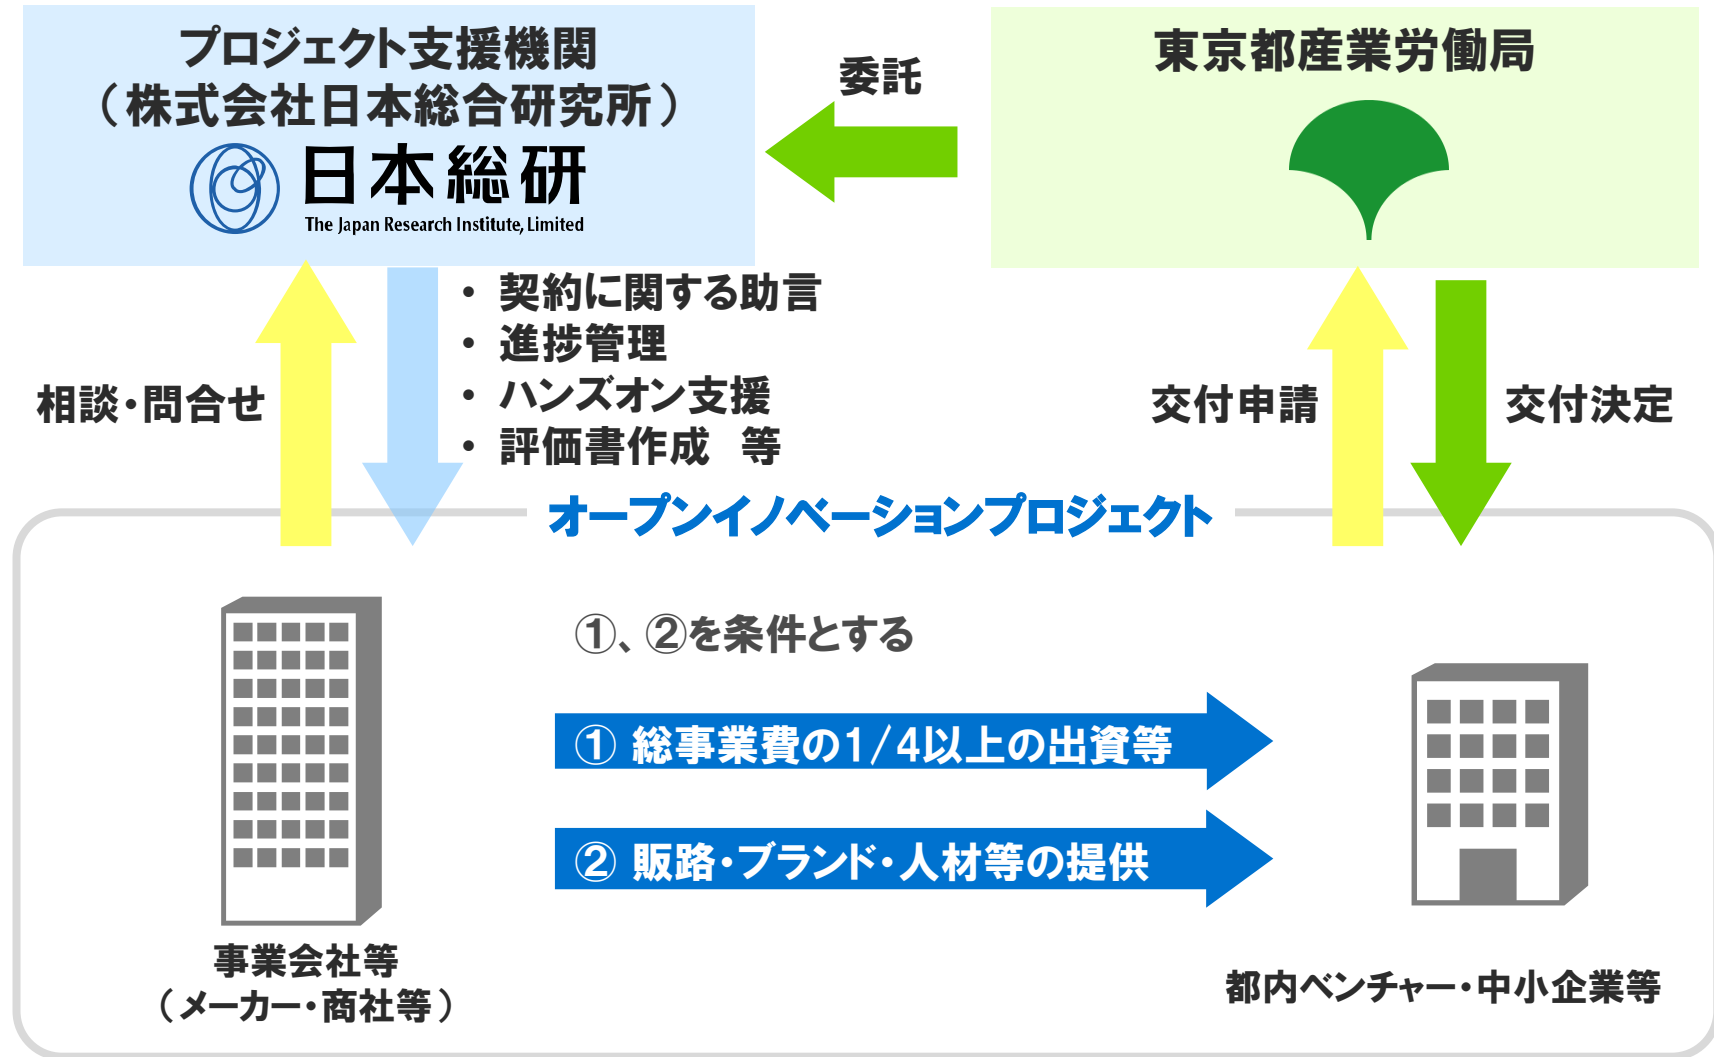 プロジェクト支援機関
（株式会社日本総合研究所）
日本総研
The Japan Research Institute, Limited
委託
東京都産業労働局
相談・問合せ
・ 契約に関する助言
・ 進捗管理
・ ハンズオン支援
・ 評価書作成　等
交付申請
交付決定
オープンイノベーションプロジェクト
①、②を条件とする
① 総事業費の1/4以上の出資等
② 販路・ブランド・人材等の提供
事業会社等
（メーカー・商社等）
都内ベンチャー・中小企業等